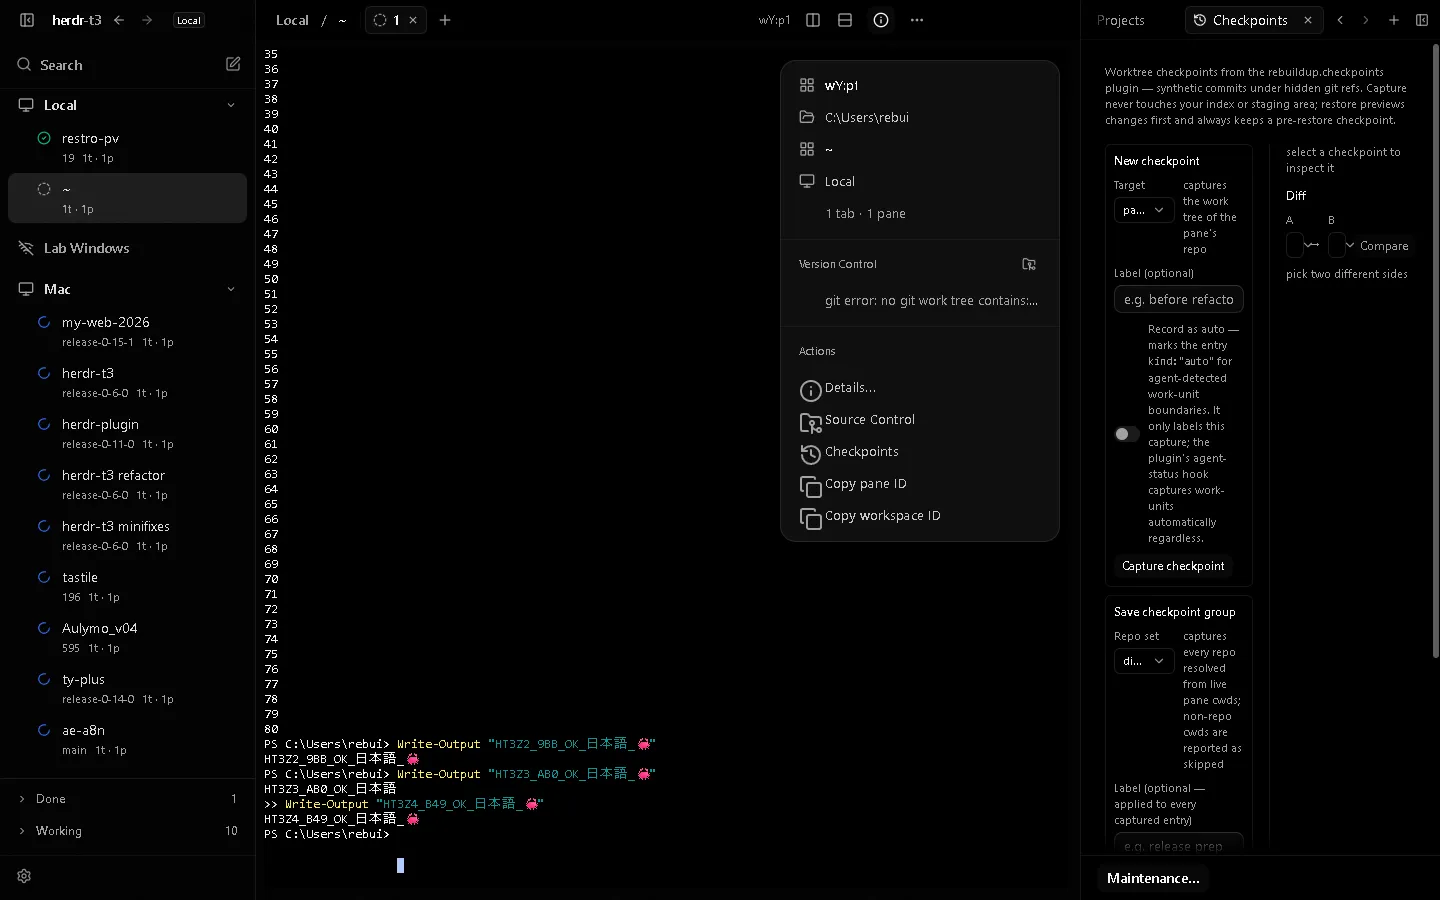 herdr-t3
Local
Search
Local
restro-pv
19 1t · 1p
~
1t · 1p
Lab Windows
Mac
my-web-2026
release-0-15-1 1t · 1p
herdr-t3
release-0-6-0 1t · 1p
herdr-plugin
release-0-11-0 1t · 1p
herdr-t3 refactor
release-0-6-0 1t · 1p
herdr-t3 minifixes
release-0-6-0 1t · 1p
tastile
196 1t · 1p
Aulymo_v04
595 1t · 1p
ty-plus
release-0-14-0 1t · 1p
ae-a8n
main 1t · 1p
Done 1
Working 10
Local / ~
1
wY:p1
35
36
37
38
39
40
41
42
43
44
45
46
47
48
49
50
51
52
53
54
55
56
57
58
59
60
61
62
63
64
65
66
67
68
69
70
71
72
73
74
75
76
77
78
79
80
PS C:\Users\rebui> Write-Output "HT3Z2_9BB_OK_日本語_🦀"
HT3Z2_9BB_OK_日本語_🦀
PS C:\Users\rebui> Write-Output "HT3Z3_AB0_OK_日本語_🦀"
HT3Z3_AB0_OK_日本語
>> Write-Output "HT3Z4_B49_OK_日本語_🦀"
HT3Z4_B49_OK_日本語_🦀
PS C:\Users\rebui>
wY:p1
C:\Users\rebui
~
Local
1 tab · 1 pane
Version Control
git error: no git work tree contains:...
Actions
Details...
Source Control
Checkpoints
Copy pane ID
Copy workspace ID
Projects
Checkpoints
Worktree checkpoints from the rebuildup.checkpoints
plugin — synthetic commits under hidden git refs. Capture
never touches your index or staging area; restore previews
changes first and always keeps a pre-restore checkpoint.
New checkpoint
Target
pa...
captures
the work
tree of the
pane's
repo
Label (optional)
e.g. before refacto
Record as auto —
marks the entry
kind: "auto" for
agent-detected
work-unit
boundaries. It
only labels this
capture; the
plugin's agent-
status hook
captures work-
units
automatically
regardless.
Capture checkpoint
Save checkpoint group
Repo set
di...
captures
every repo
resolved
from live
pane cwds;
non-repo
cwds are
reported as
skipped
Label (optional —
applied to every
captured entry)
e.g. release prep
select a checkpoint to
inspect it
Diff
A B
↔ Compare
pick two different sides
Maintenance...